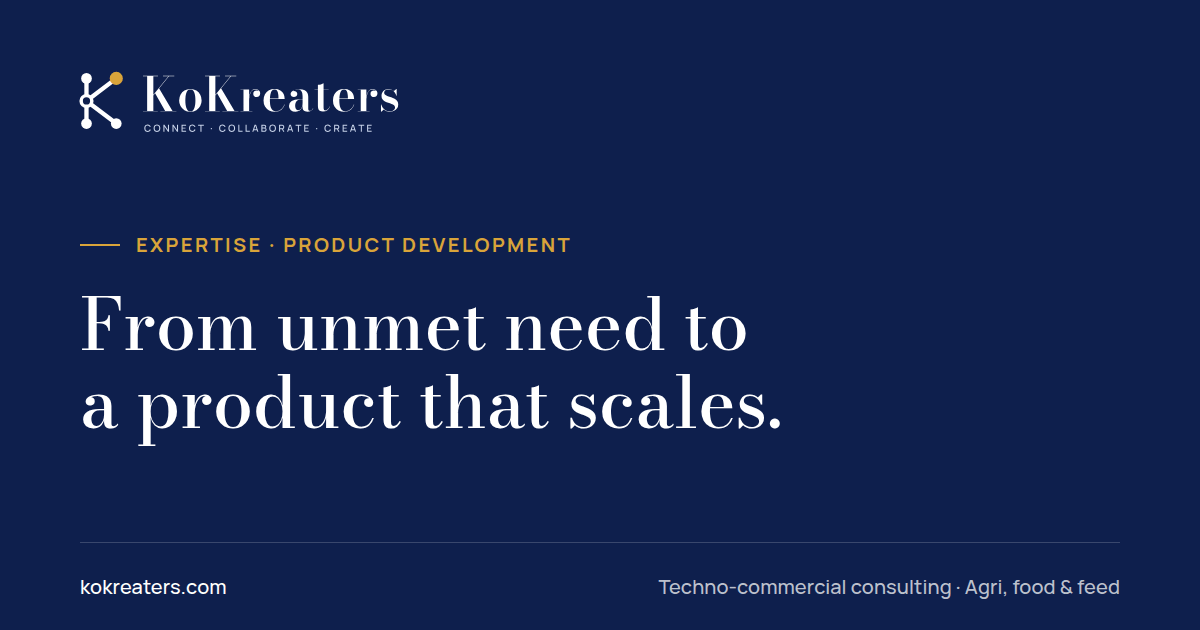 KoKreaters
CONNECT · COLLABORATE · CREATE
EXPERTISE · PRODUCT DEVELOPMENT
From unmet need to
a product that scales.
kokreaters.com
Techno-commercial consulting · Agri, food & feed